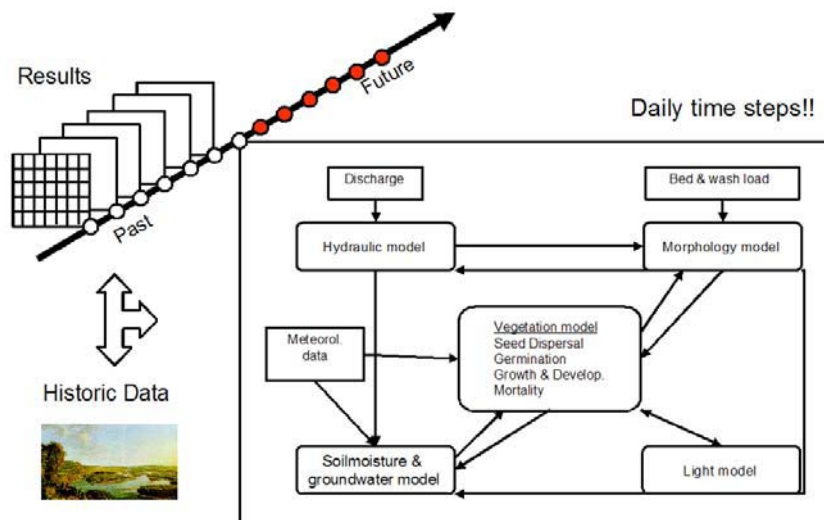 Results
Past
Future
Daily time steps!!
Historic Data
Discharge
Bed & wash load
Hydraulic model
Morphology model
Meteorol.
data
Vegetation model
Seed Dispersal
Germination
Growth & Develop.
Mortality
Soilmoisture &
groundwater model
Light model